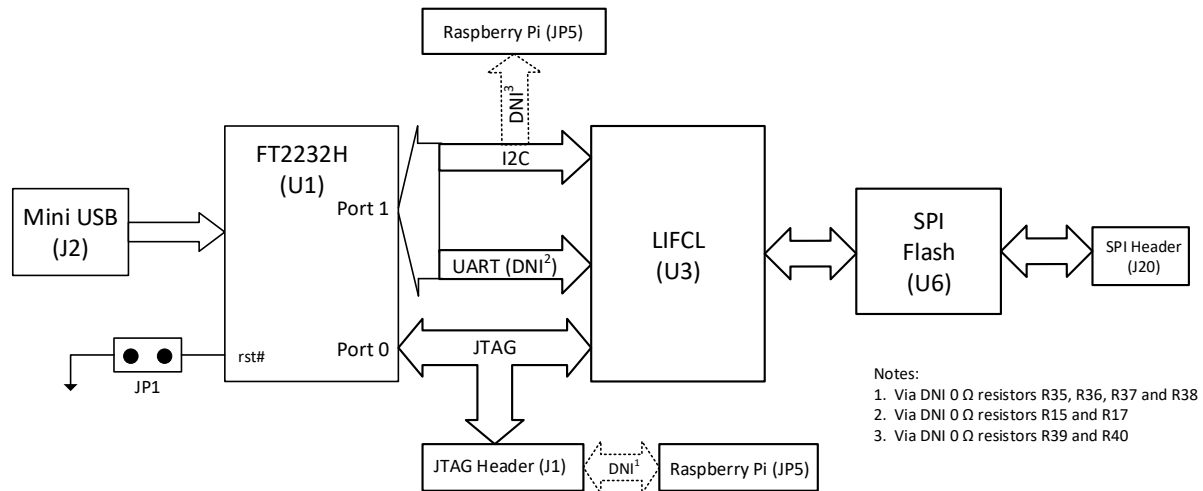 Raspberry Pi (JP5)
DNI³
FT2232H
(U1)
I2C
Port 1
Mini USB
(J2)
LIFCL
(U3)
SPI
Flash
(U6)
SPI Header
(J20)
UART (DNI²)
rst#
Port 0
JTAG
JP1
Notes:
1. Via DNI 0 Ω resistors R35, R36, R37 and R38
2. Via DNI 0 Ω resistors R15 and R17
3. Via DNI 0 Ω resistors R39 and R40
JTAG Header (J1)
DNI¹
Raspberry Pi (JP5)